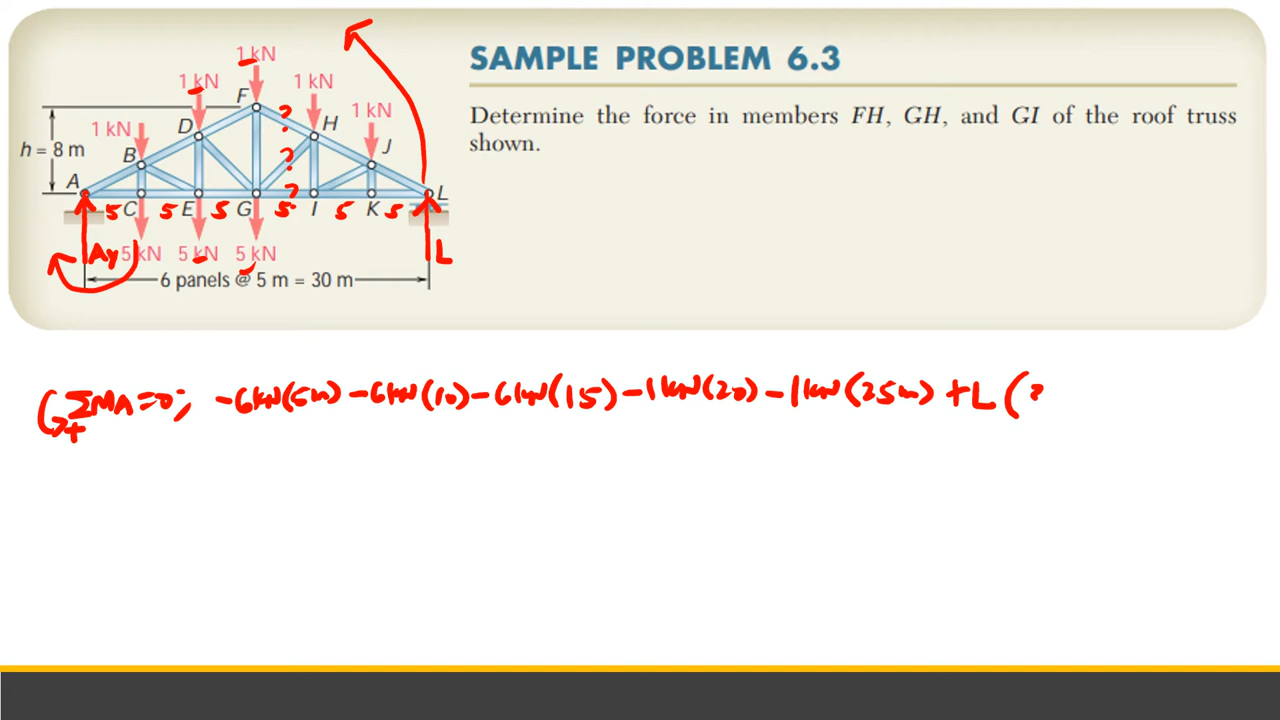 SAMPLE PROBLEM 6.3
Determine the force in members FH, GH, and GI of the roof truss
shown.
1 kN
1 kN
1 kN
F
1 kN
1 kN
?
D
H
h = 8 m
B
J
?
A
?
L
5 C 5 E 5 G 5 I 5 K 5
Ay 5 kN 5 kN 5 kN L
6 panels @ 5 m = 30 m
+ ΣMA=0; -6kN(5m) -6kN(10) -6kN(15) -1kN(20) -1kN(25m) +L (